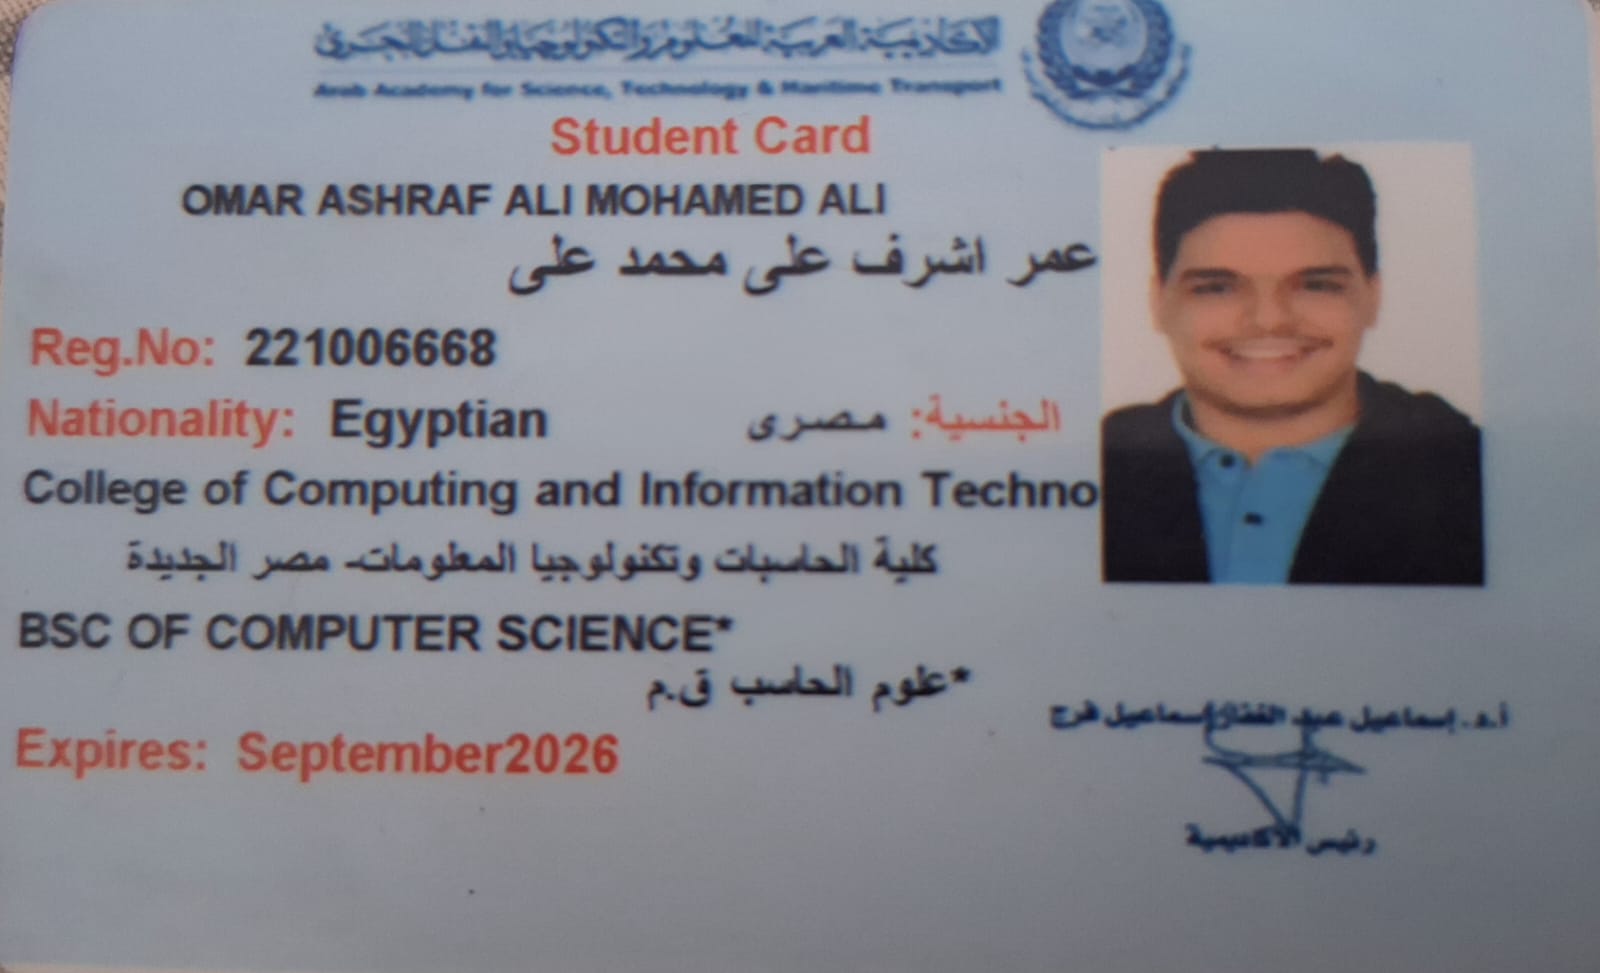 الأكاديمية العربية للعلوم والتكنولوجيا والنقل البحري
Arab Academy for Science, Technology & Maritime Transport
Student Card
OMAR ASHRAF ALI MOHAMED ALI
عمر اشرف على محمد على
Reg.No: 221006668
Nationality: Egyptian
الجنسية: مصرى
College of Computing and Information Techno
كلية الحاسبات وتكنولوجيا المعلومات- مصر الجديدة
BSC OF COMPUTER SCIENCE*
*علوم الحاسب ق.م
Expires: September2026
أ.د. إسماعيل عبد الغفار إسماعيل فرج
رئيس الأكاديمية